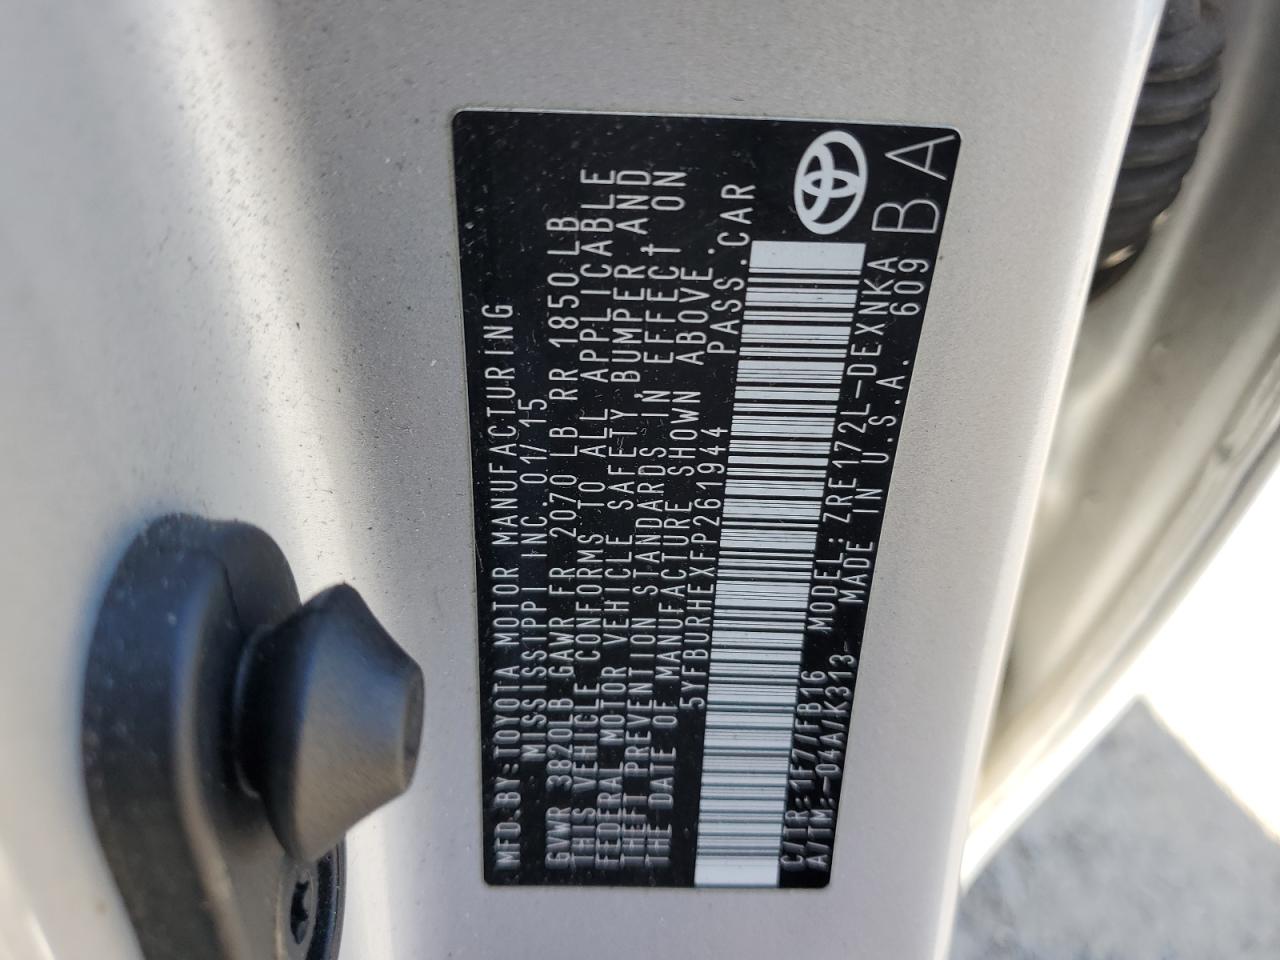 MFD. BY: TOYOTA MOTOR MANUFACTURING
MISSISSIPPI INC. 01/15
GVWR 3820LB GAWR FR 2070 LB RR 1850 LB
THIS VEHICLE CONFORMS TO ALL APPLICABLE
FEDERAL MOTOR VEHICLE SAFETY, BUMPER AND
THEFT PREVENTION STANDARDS IN EFFECT ON
THE DATE OF MANUFACTURE SHOWN ABOVE.
5YFBURHEXFP261944 PASS.CAR
C/TR: 1F77/FB16 MODEL: ZRE172L-DEXNKA
A/TM: -04A/K313- MADE IN U.S.A. 609
BA